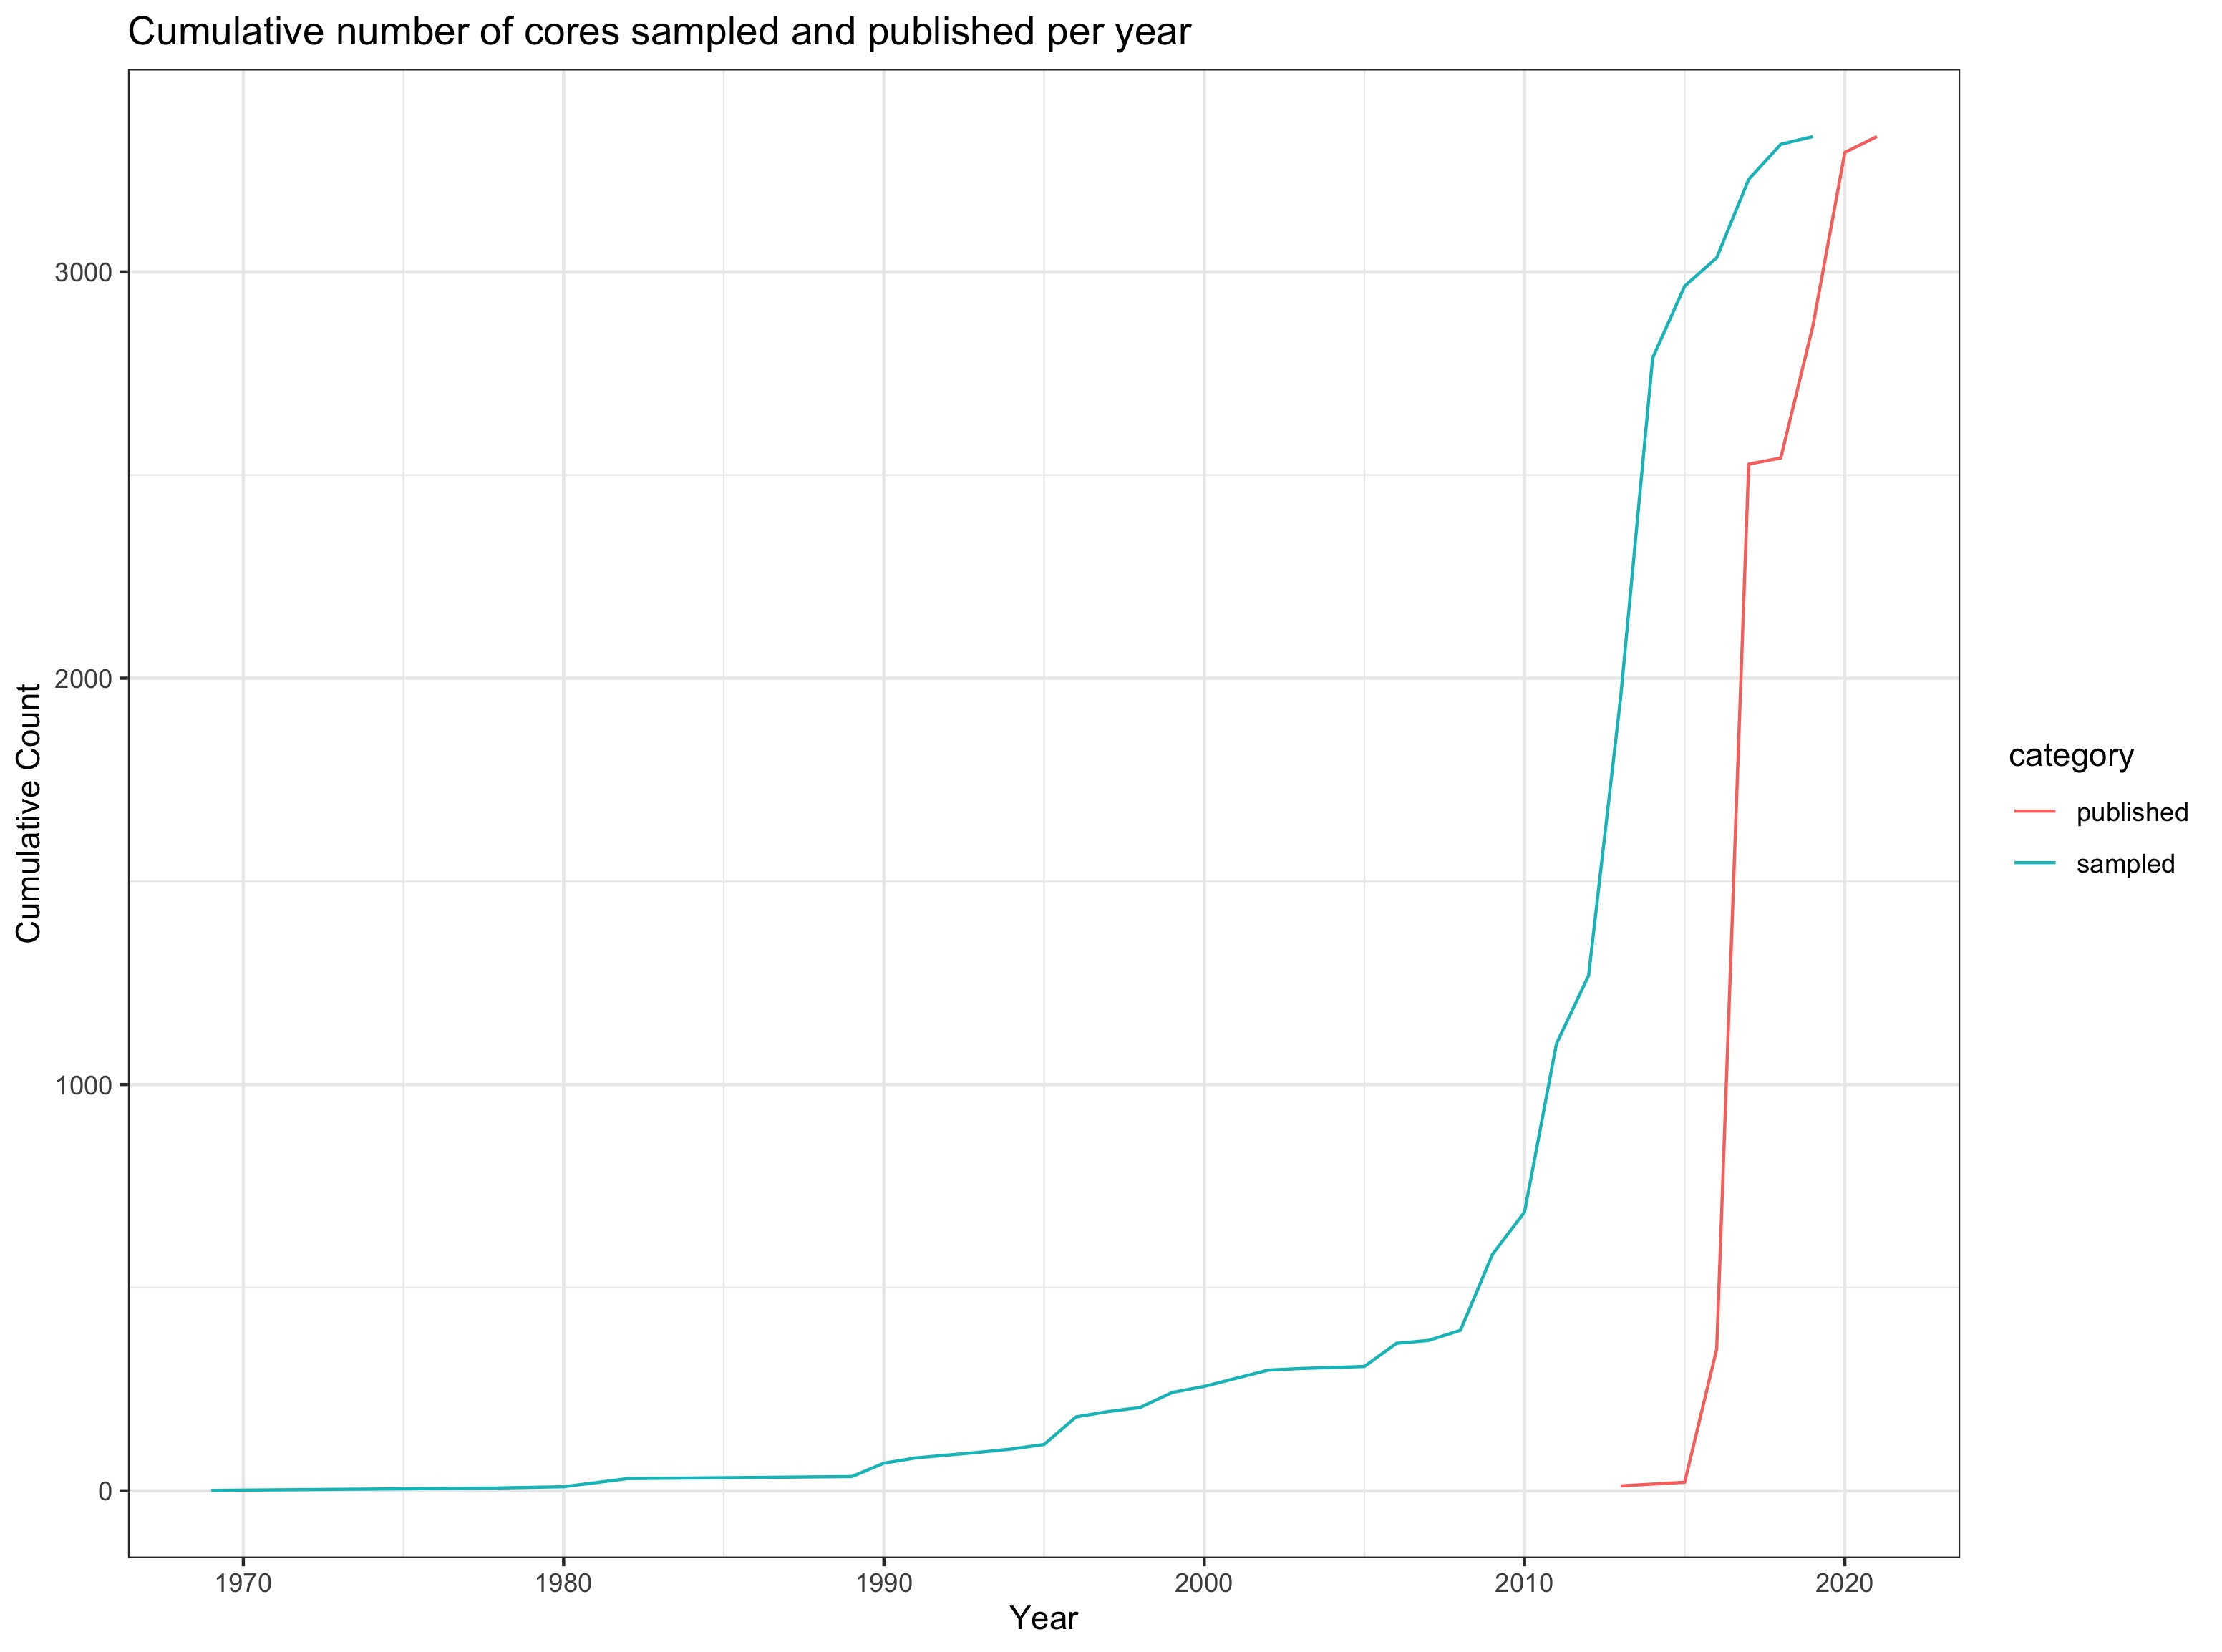 Cumulative number of cores sampled and published per year
Cumulative Count
3000
2000
1000
0
1970 1980 1990 2000 2010 2020
Year
category
published
sampled